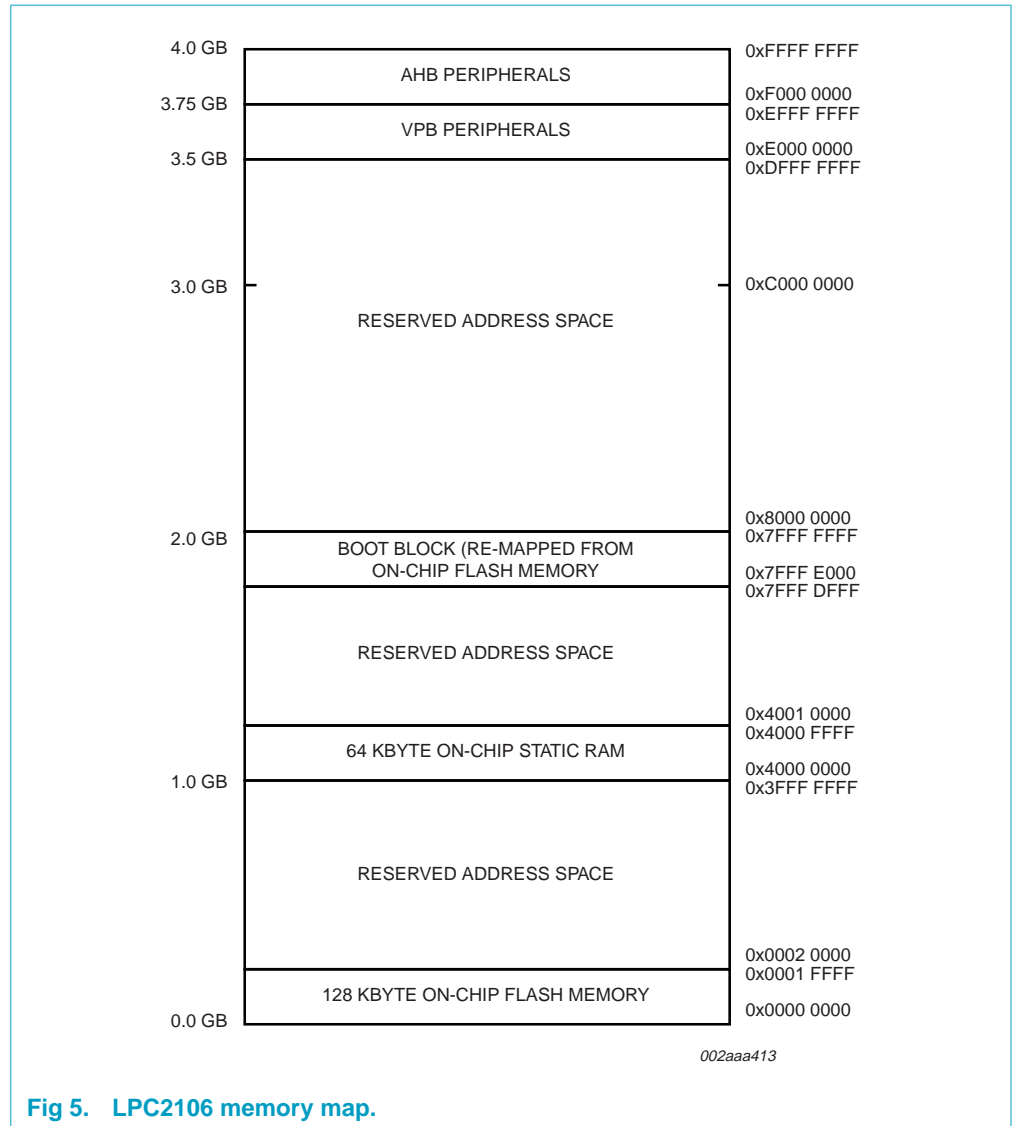 4.0 GB
0xFFFF FFFF
AHB PERIPHERALS
0xF000 0000
3.75 GB
0xEFFF FFFF
VPB PERIPHERALS
0xE000 0000
3.5 GB
0xDFFF FFFF
3.0 GB
0xC000 0000
RESERVED ADDRESS SPACE
0x8000 0000
2.0 GB
0x7FFF FFFF
BOOT BLOCK (RE-MAPPED FROM
ON-CHIP FLASH MEMORY
0x7FFF E000
0x7FFF DFFF
RESERVED ADDRESS SPACE
0x4001 0000
0x4000 FFFF
64 KBYTE ON-CHIP STATIC RAM
0x4000 0000
1.0 GB
0x3FFF FFFF
RESERVED ADDRESS SPACE
0x0002 0000
0x0001 FFFF
128 KBYTE ON-CHIP FLASH MEMORY
0x0000 0000
0.0 GB
002aaa413
Fig 5. LPC2106 memory map.